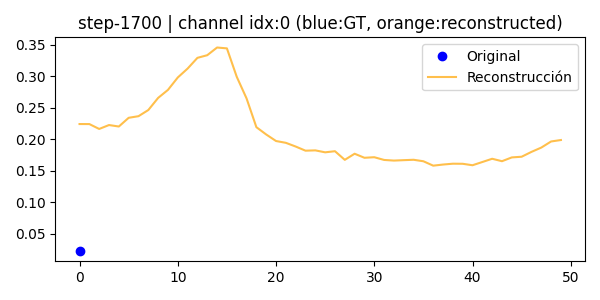 step-1700 | channel idx:0 (blue:GT, orange:reconstructed)
Original
Reconstrucción
0.35
0.30
0.25
0.20
0.15
0.10
0.05
0 10 20 30 40 50